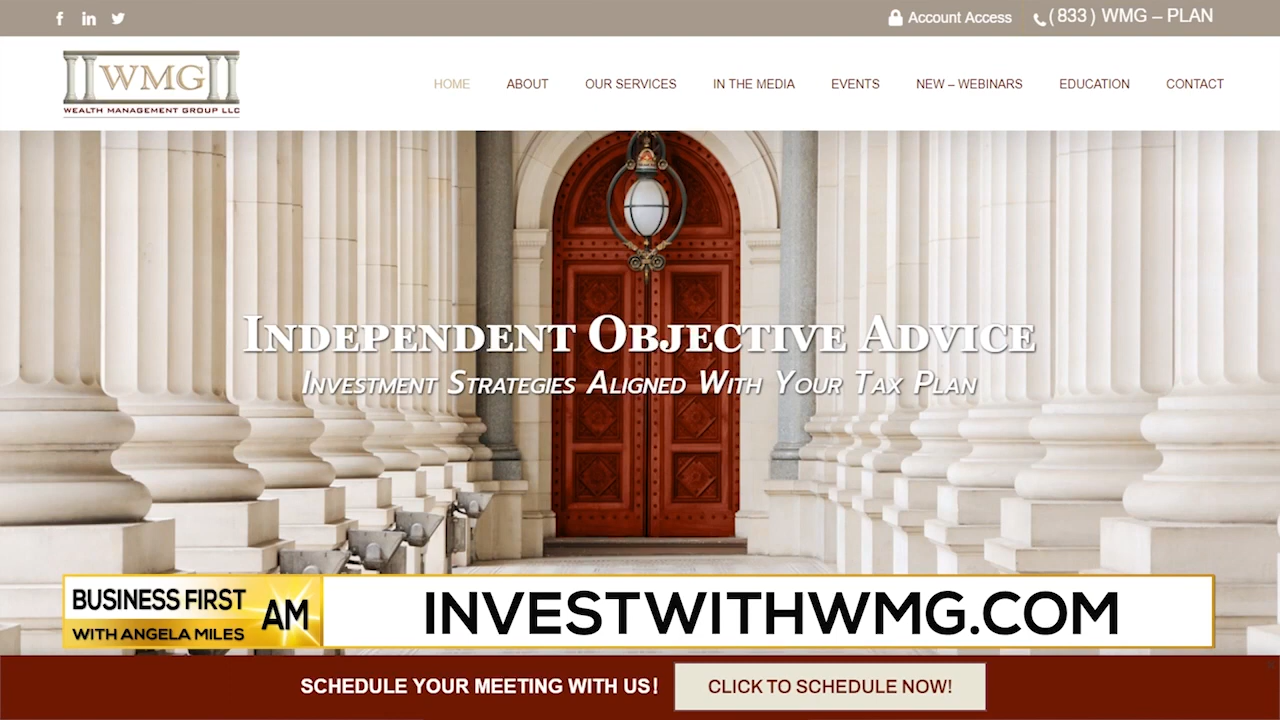 Account Access
(833) WMG – PLAN
WMG
WEALTH MANAGEMENT GROUP LLC
HOME
ABOUT
OUR SERVICES
IN THE MEDIA
EVENTS
NEW – WEBINARS
EDUCATION
CONTACT
INDEPENDENT OBJECTIVE ADVICE
INVESTMENT STRATEGIES ALIGNED WITH YOUR TAX PLAN
BUSINESS FIRST AM
WITH ANGELA MILES
INVESTWITHWMG.COM
SCHEDULE YOUR MEETING WITH US!
CLICK TO SCHEDULE NOW!